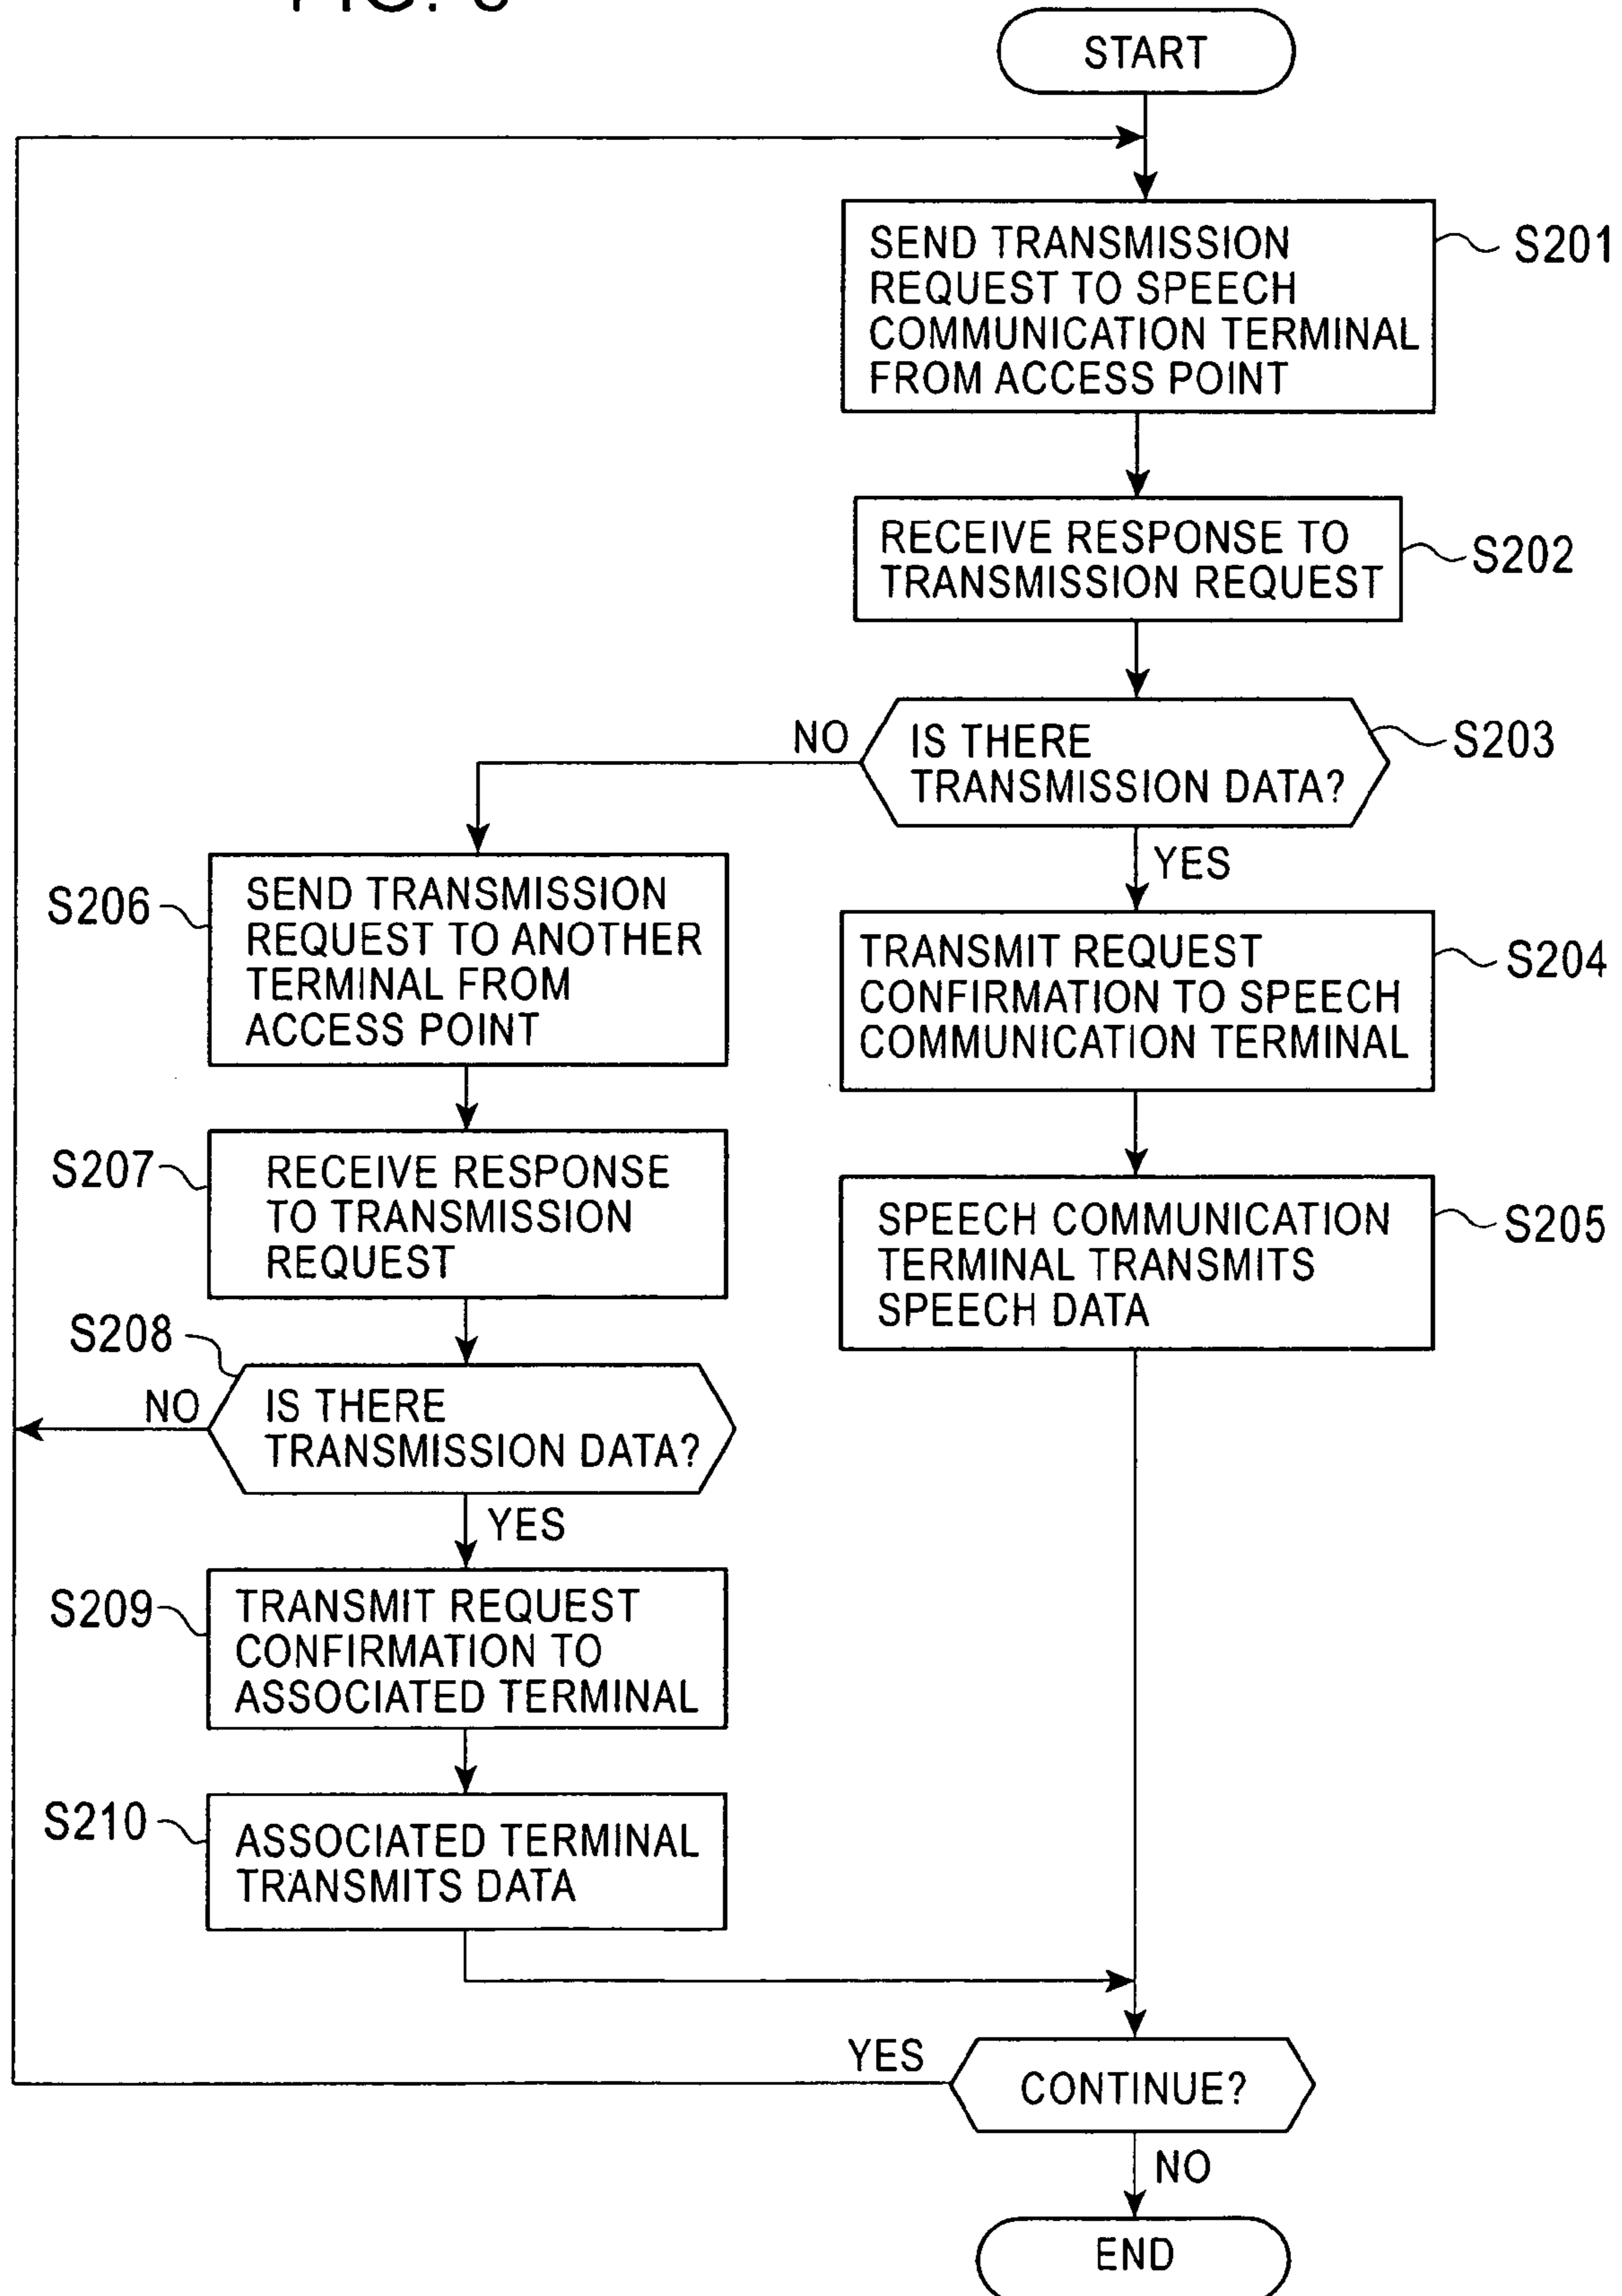 START
SEND TRANSMISSION
REQUEST TO SPEECH
COMMUNICATION TERMINAL
FROM ACCESS POINT
S201
RECEIVE RESPONSE TO
TRANSMISSION REQUEST
S202
IS THERE
TRANSMISSION DATA?
S203
NO
YES
TRANSMIT REQUEST
CONFIRMATION TO SPEECH
COMMUNICATION TERMINAL
S204
SPEECH COMMUNICATION
TERMINAL TRANSMITS
SPEECH DATA
S205
S206
SEND TRANSMISSION
REQUEST TO ANOTHER
TERMINAL FROM
ACCESS POINT
S207
RECEIVE RESPONSE
TO TRANSMISSION
REQUEST
S208
IS THERE
TRANSMISSION DATA?
NO
YES
S209
TRANSMIT REQUEST
CONFIRMATION TO
ASSOCIATED TERMINAL
S210
ASSOCIATED TERMINAL
TRANSMITS DATA
CONTINUE?
YES
NO
END